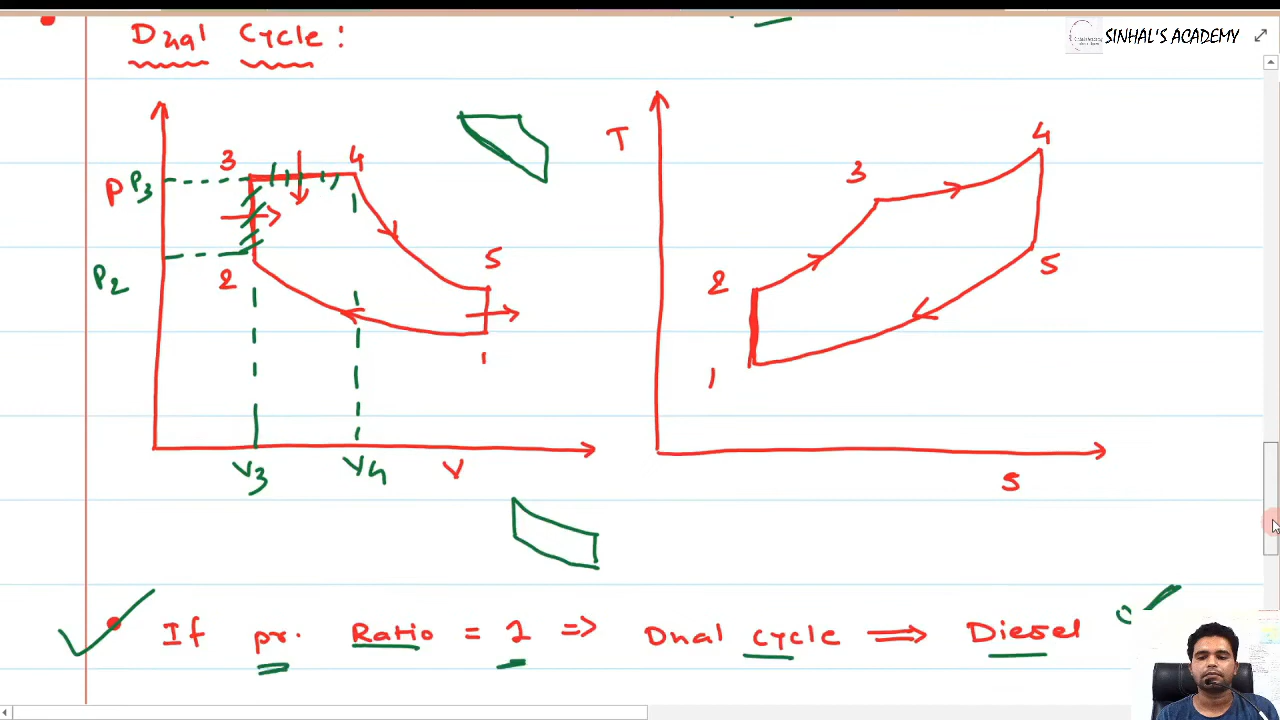 Dual Cycle:
SINHAL'S ACADEMY
3
4
P
P3
P2
2
5
1
V3
V4
V
T
4
3
2
5
1
S
If pr. Ratio = 1 => Dual cycle => Diesel